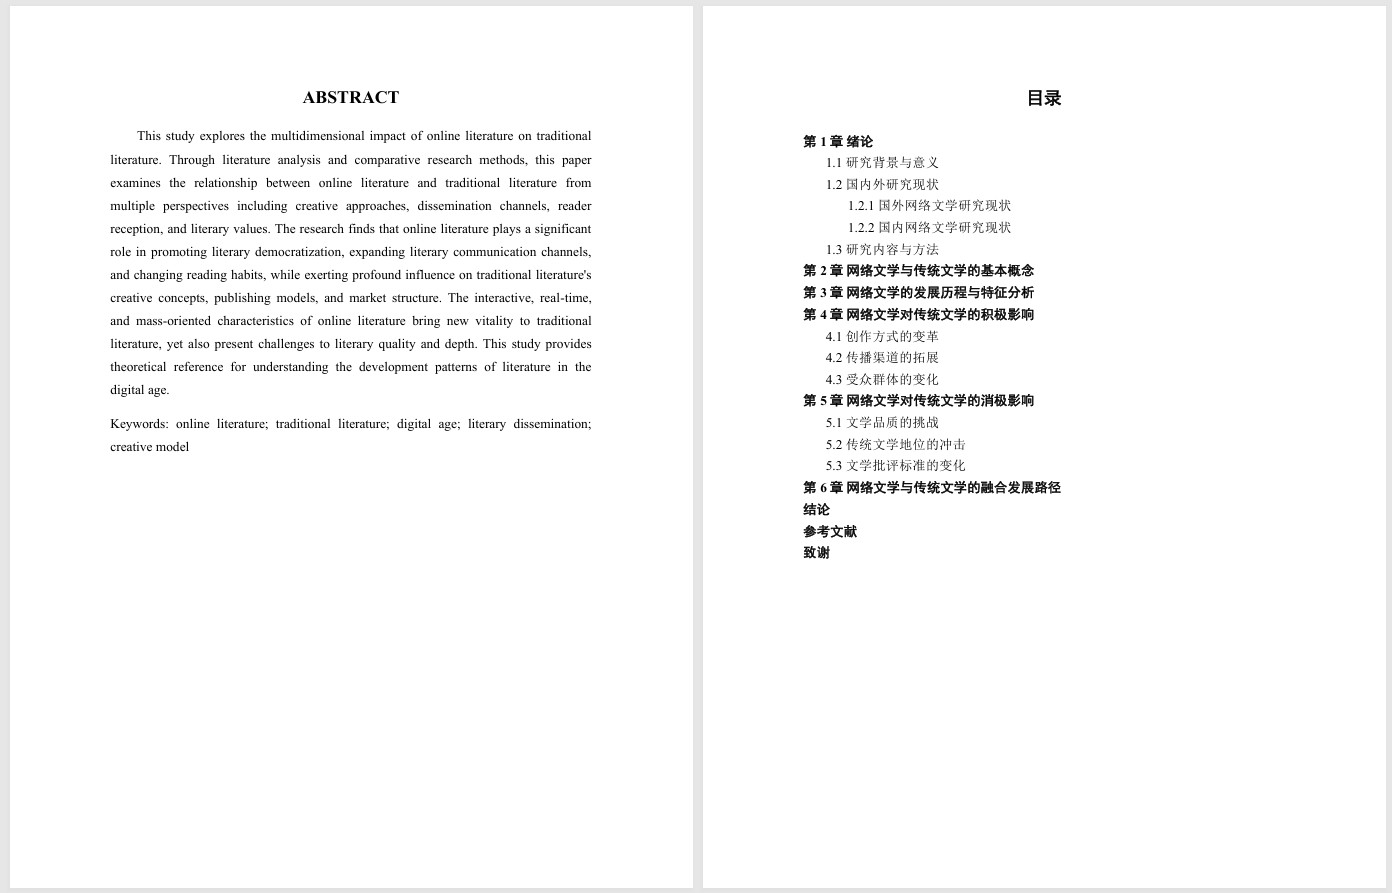 ABSTRACT
This study explores the multidimensional impact of online literature on traditional
literature. Through literature analysis and comparative research methods, this paper
examines the relationship between online literature and traditional literature from
multiple perspectives including creative approaches, dissemination channels, reader
reception, and literary values. The research finds that online literature plays a significant
role in promoting literary democratization, expanding literary communication channels,
and changing reading habits, while exerting profound influence on traditional literature's
creative concepts, publishing models, and market structure. The interactive, real-time,
and mass-oriented characteristics of online literature bring new vitality to traditional
literature, yet also present challenges to literary quality and depth. This study provides
theoretical reference for understanding the development patterns of literature in the
digital age.
Keywords: online literature; traditional literature; digital age; literary dissemination;
creative model
目录
第 1 章 绪论
1.1 研究背景与意义
1.2 国内外研究现状
1.2.1 国外网络文学研究现状
1.2.2 国内网络文学研究现状
1.3 研究内容与方法
第 2 章 网络文学与传统文学的基本概念
第 3 章 网络文学的发展历程与特征分析
第 4 章 网络文学对传统文学的积极影响
4.1 创作方式的变革
4.2 传播渠道的拓展
4.3 受众群体的变化
第 5 章 网络文学对传统文学的消极影响
5.1 文学品质的挑战
5.2 传统文学地位的冲击
5.3 文学批评标准的变化
第 6 章 网络文学与传统文学的融合发展路径
结论
参考文献
致谢